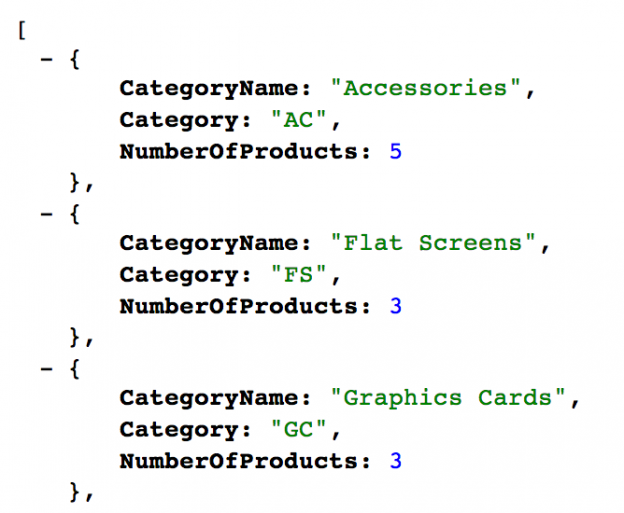 [
- {
CategoryName: "Accessories",
Category: "AC",
NumberOfProducts: 5
},
- {
CategoryName: "Flat Screens",
Category: "FS",
NumberOfProducts: 3
},
- {
CategoryName: "Graphics Cards",
Category: "GC",
NumberOfProducts: 3
},